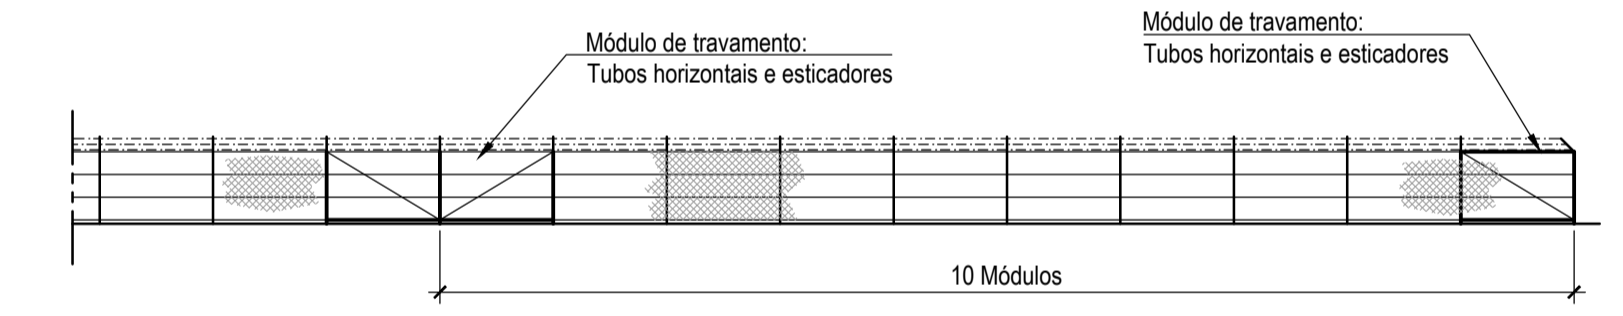 Módulo de travamento:
Tubos horizontais e esticadores
Módulo de travamento:
Tubos horizontais e esticadores
10 Módulos